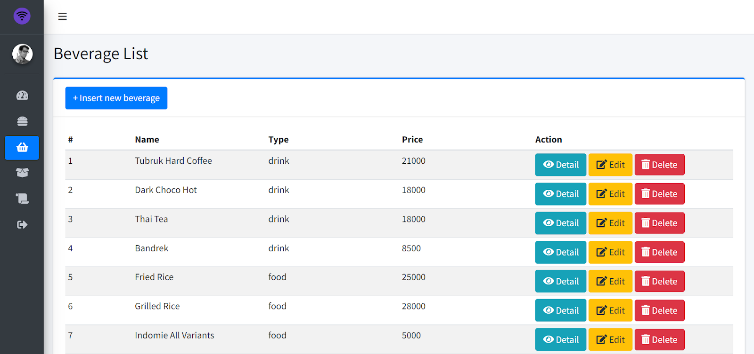 Beverage List
+ Insert new beverage
# Name Type Price Action
1 Tubruk Hard Coffee drink 21000 Detail Edit Delete
2 Dark Choco Hot drink 18000 Detail Edit Delete
3 Thai Tea drink 18000 Detail Edit Delete
4 Bandrek drink 8500 Detail Edit Delete
5 Fried Rice food 25000 Detail Edit Delete
6 Grilled Rice food 28000 Detail Edit Delete
7 Indomie All Variants food 5000 Detail Edit Delete